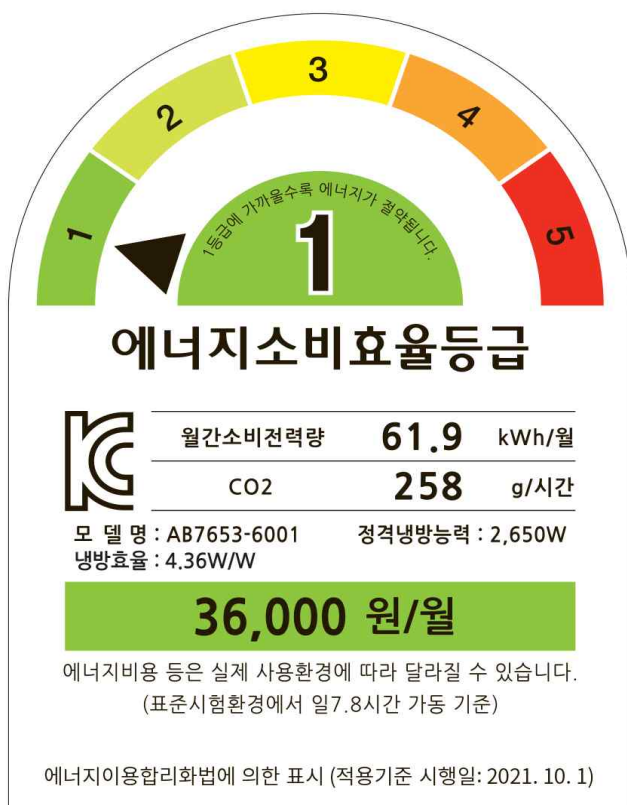 1
2
3
4
5
1등급에 가까울수록 에너지가 절약됩니다.
1
에너지소비효율등급
KC
월간소비전력량 61.9 kWh/월
CO2 258 g/시간
모 델 명 : AB7653-6001 정격냉방능력 : 2,650W
냉방효율 : 4.36W/W
36,000 원/월
에너지비용 등은 실제 사용환경에 따라 달라질 수 있습니다.
(표준시험환경에서 일7.8시간 가동 기준)
에너지이용합리화법에 의한 표시 (적용기준 시행일: 2021. 10. 1)